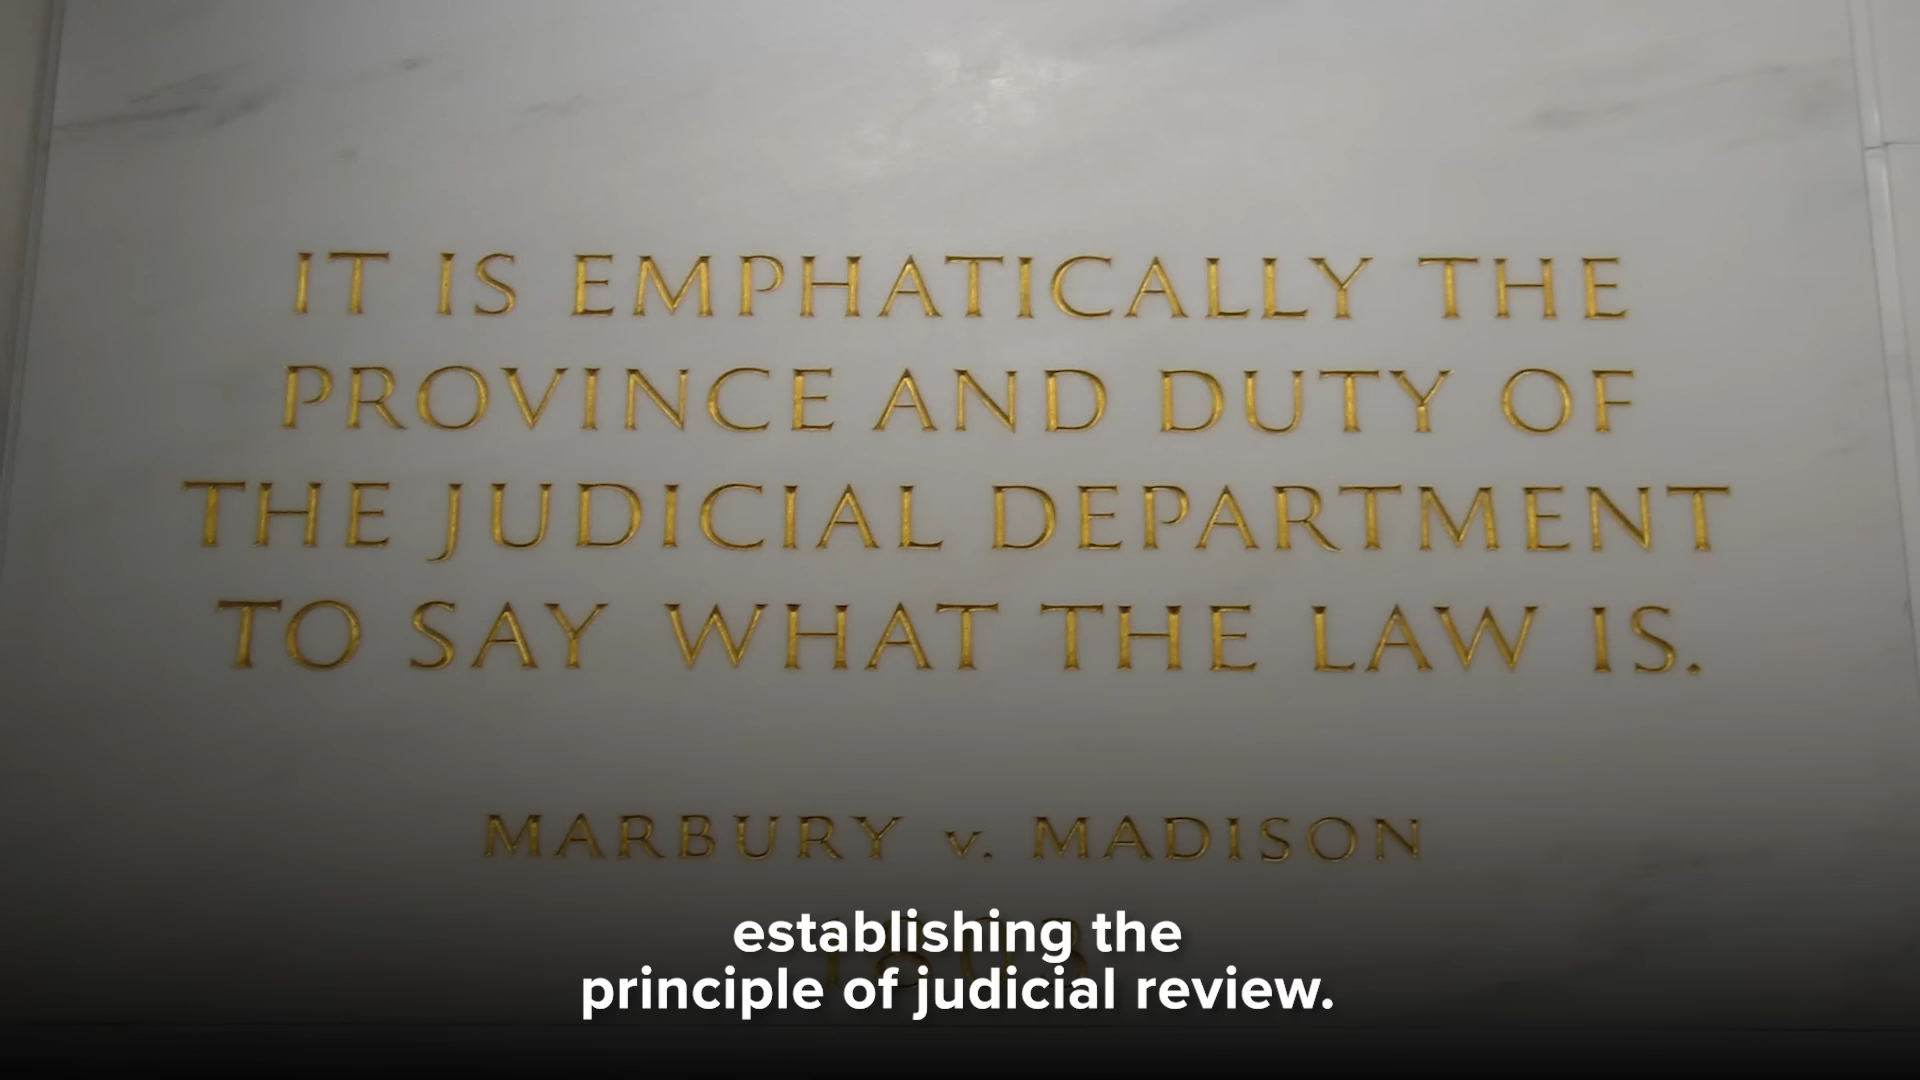 IT IS EMPHATICALLY THE
PROVINCE AND DUTY OF
THE JUDICIAL DEPARTMENT
TO SAY WHAT THE LAW IS.
MARBURY v. MADISON
1803
establishing the
principle of judicial review.